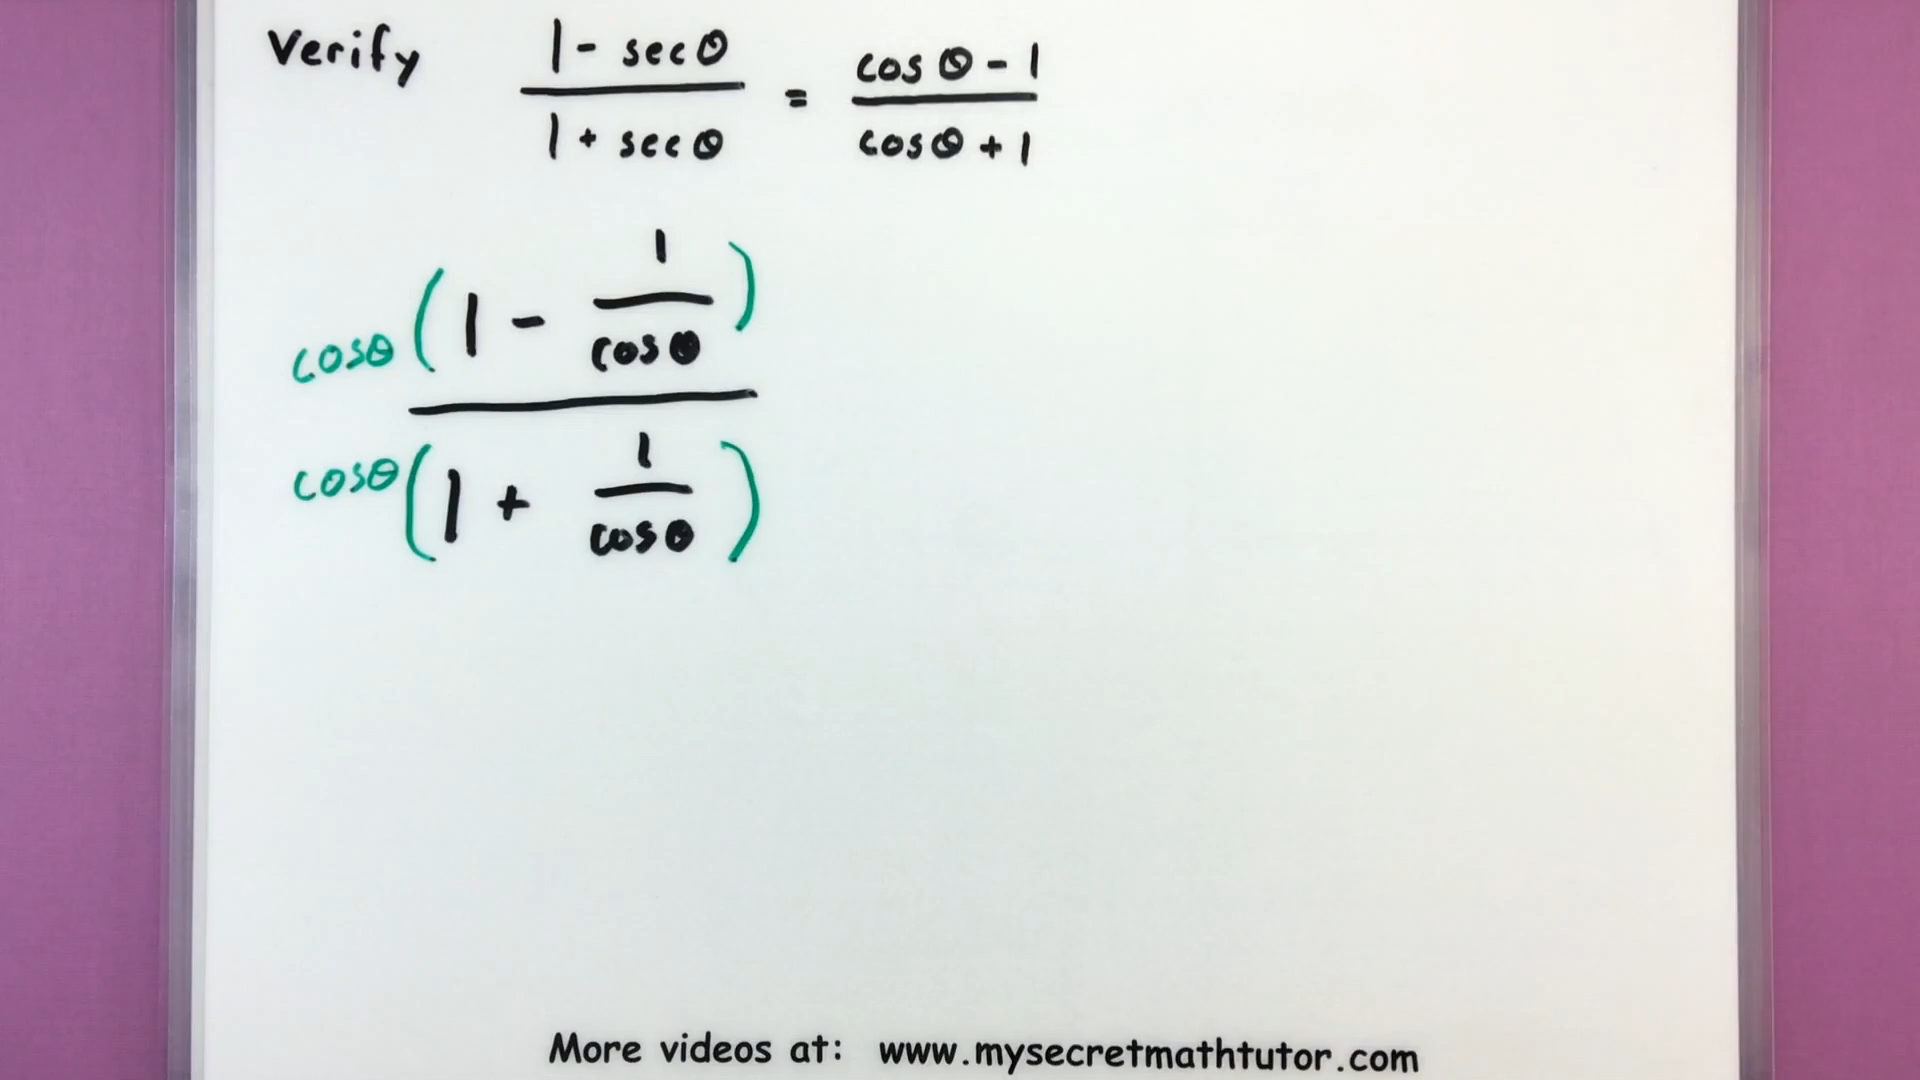 Verify (1 - secθ)/(1 + secθ) = (cosθ - 1)/(cosθ + 1)
cosθ(1 - 1/cosθ)
cosθ(1 + 1/cosθ)
More videos at: www.mysecretmathtutor.com